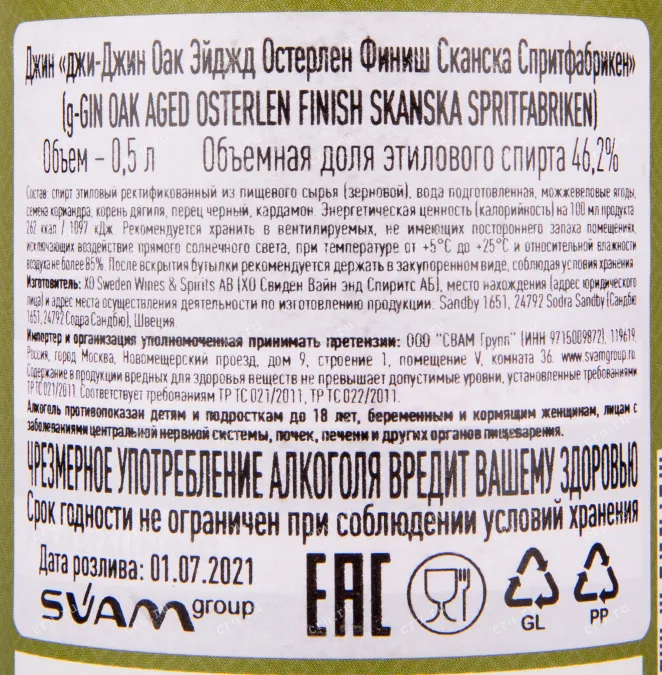 Джин «джи-Джин Оак Эйджд Остерлен Финиш Сканска Спритфабрикен»
(g-GIN OAK AGED OSTERLEN FINISH SKANSKA SPRITFABRIKEN)
Объем – 0,5 л Объемная доля этилового спирта 46,2%
Состав: спирт этиловый ректификованный из пищевого сырья (зерновой), вода подготовленная, можжевеловые ягоды,
семена кориандра, корень дягиля, перец черный, кардамон. Энергетическая ценность (калорийность) на 100 мл продукта
262 ккал / 1097 кДж. Рекомендуется хранить в вентилируемых, не имеющих постороннего запаха помещениях,
исключающих воздействие прямого солнечного света, при температуре от +5°С до +25°С и относительной влажности
воздуха не более 85%. После вскрытия бутылки рекомендуется держать в закупоренном виде, соблюдая условия хранения
Изготовитель: XO Sweden Wines & Spirits AB (ХО Свиден Вайн энд Спиритс АБ), место нахождения (адрес юридического
лица) и адрес места осуществления деятельности по изготовлению продукции: Sandby 1651, 24792 Sodra Sandby (Сандбю
1651, 24792 Содра Сандбю), Швеция.
Импортер и организация уполномоченная принимать претензии: ООО "СВАМ Групп" (ИНН 9715009872), 119619,
Россия, город Москва, Новомещерский проезд, дом 9, строение 1, помещение V, комната 36. www.svamgroup.ru
Содержание в продукции вредных для здоровья веществ не превышает допустимые уровни, установленные требованиями
ТР ТС 021/2011. Соответствует требованиям ТР ТС 021/2011, ТР ТС 022/2011.
Алкоголь противопоказан детям и подросткам до 18 лет, беременным и кормящим женщинам, лицам с
заболеваниями центральной нервной системы, почек, печени и других органов пищеварения.
ЧРЕЗМЕРНОЕ УПОТРЕБЛЕНИЕ АЛКОГОЛЯ ВРЕДИТ ВАШЕМУ ЗДОРОВЬЮ
Срок годности не ограничен при соблюдении условий хранения
Дата розлива: 01.07.2021
SVAM group
EAC
GL
PP